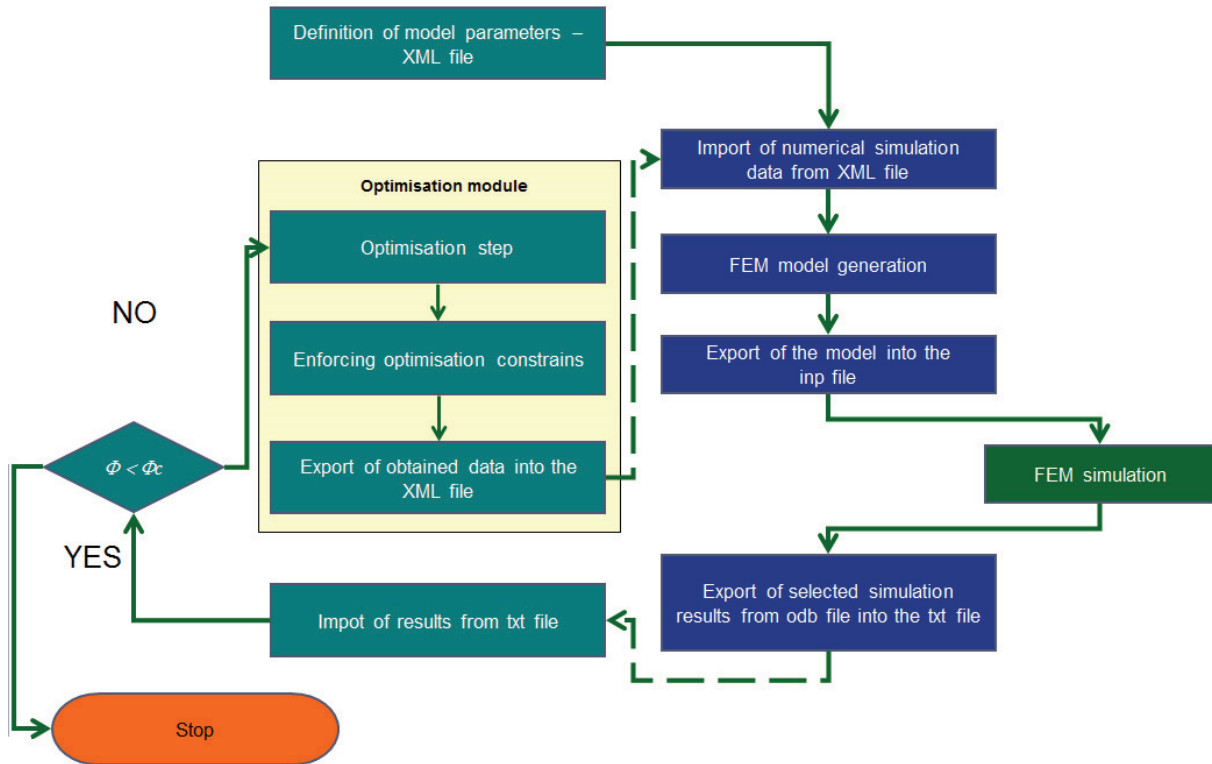 Definition of model parameters –
XML file
Import of numerical simulation
data from XML file
Optimisation module
Optimisation step
FEM model generation
NO
Enforcing optimisation constrains
Export of the model into the
inp file
Φ < Φc
Export of obtained data into the
XML file
FEM simulation
YES
Impot of results from txt file
Export of selected simulation
results from odb file into the txt file
Stop